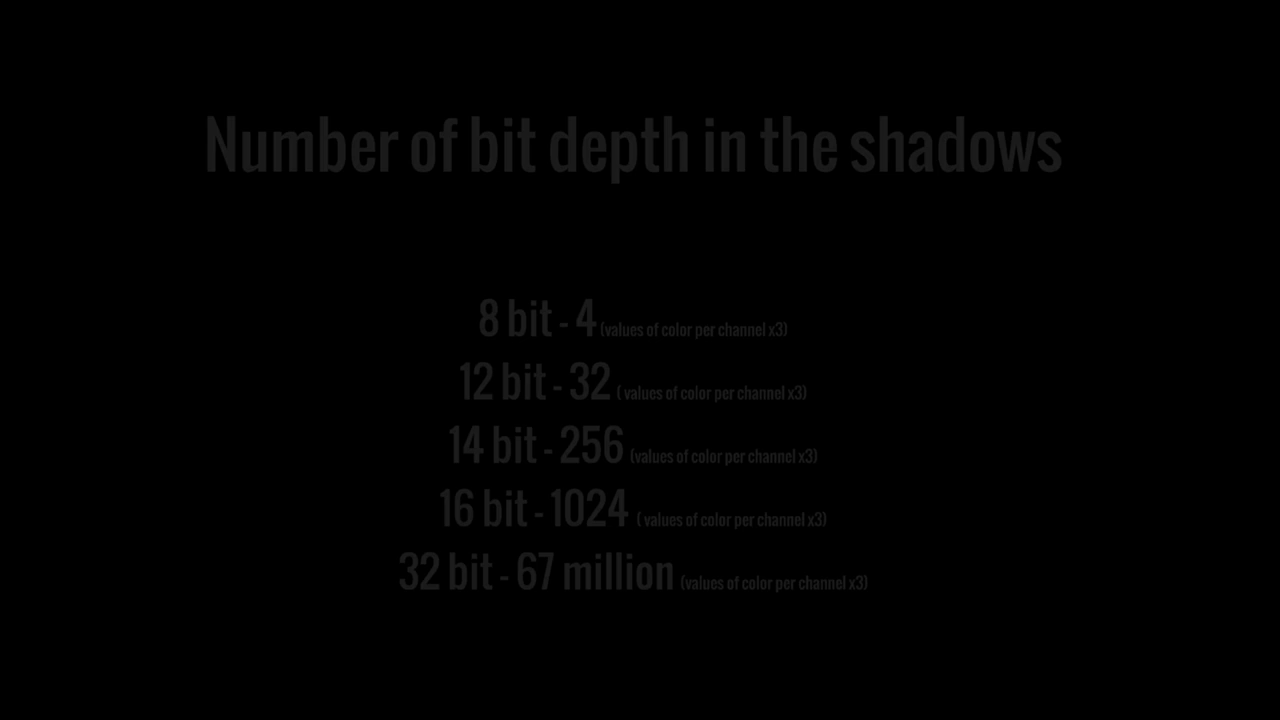 Number of bit depth in the shadows
8 bit - 4 (values of color per channel x3)
12 bit - 32 ( values of color per channel x3)
14 bit - 256 (values of color per channel x3)
16 bit - 1024 ( values of color per channel x3)
32 bit - 67 million (values of color per channel x3)